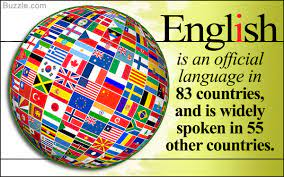 Buzzle.com
English
is an official
language in
83 countries,
and is widely
spoken in 55
other countries.